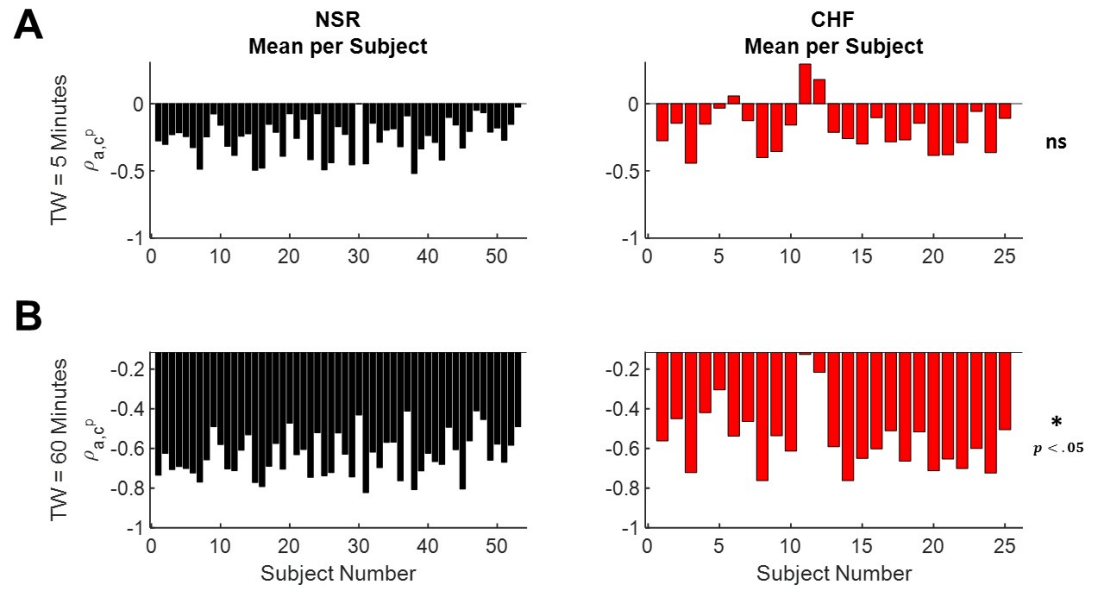 A
NSR
Mean per Subject
CHF
Mean per Subject
TW = 5 Minutes
ρa,cᵖ
0
-0.5
-1
0 10 20 30 40 50
0
-0.5
-1
0 5 10 15 20 25
ns
B
TW = 60 Minutes
ρa,cᵖ
-0.2
-0.4
-0.6
-0.8
-1
0 10 20 30 40 50
Subject Number
-0.2
-0.4
-0.6
-0.8
-1
0 5 10 15 20 25
Subject Number
*
p < .05